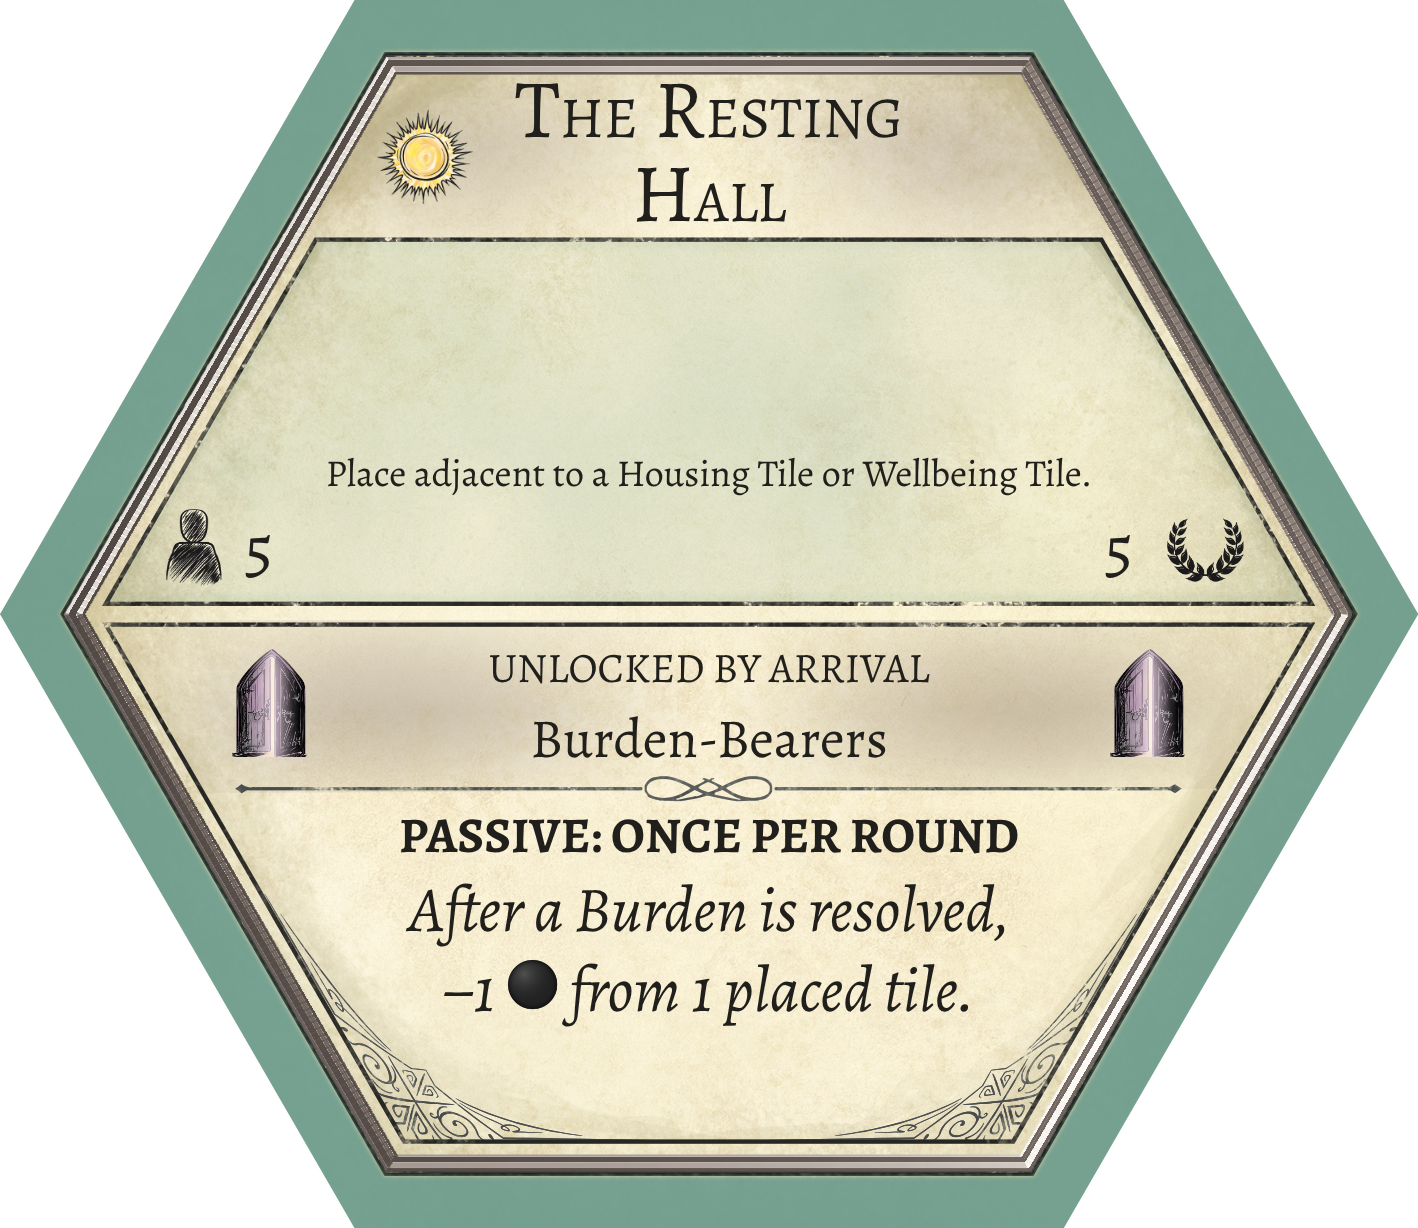 The Resting
Hall
Place adjacent to a Housing Tile or Wellbeing Tile.
5
5
UNLOCKED BY ARRIVAL
Burden-Bearers
PASSIVE: ONCE PER ROUND
After a Burden is resolved,
–1 from 1 placed tile.